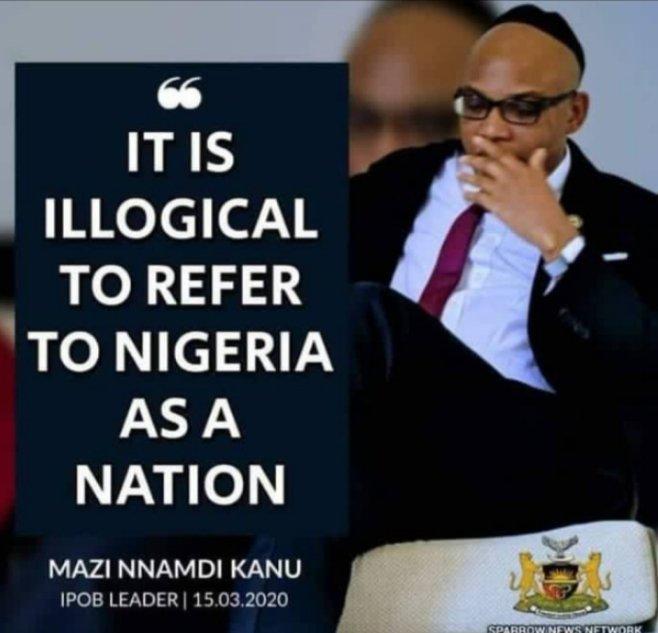 “
IT IS
ILLOGICAL
TO REFER
TO NIGERIA
AS A
NATION
MAZI NNAMDI KANU
IPOB LEADER | 15.03.2020
SPARROW NEWS NETWORK